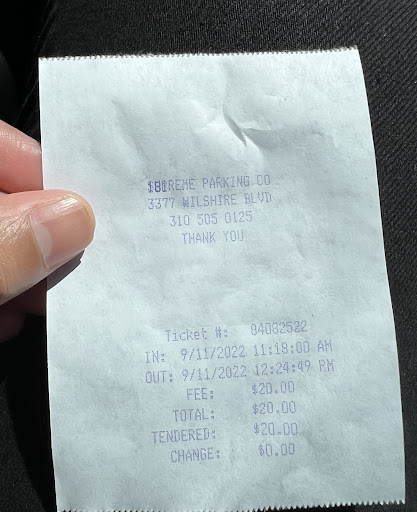 SUPREME PARKING CO
3377 WILSHIRE BLVD
310 505 0125
THANK YOU
Ticket #: 84082522
IN: 9/11/2022 11:18:00 AM
OUT: 9/11/2022 12:24:49 PM
FEE: $20.00
TOTAL: $20.00
TENDERED: $20.00
CHANGE: $0.00